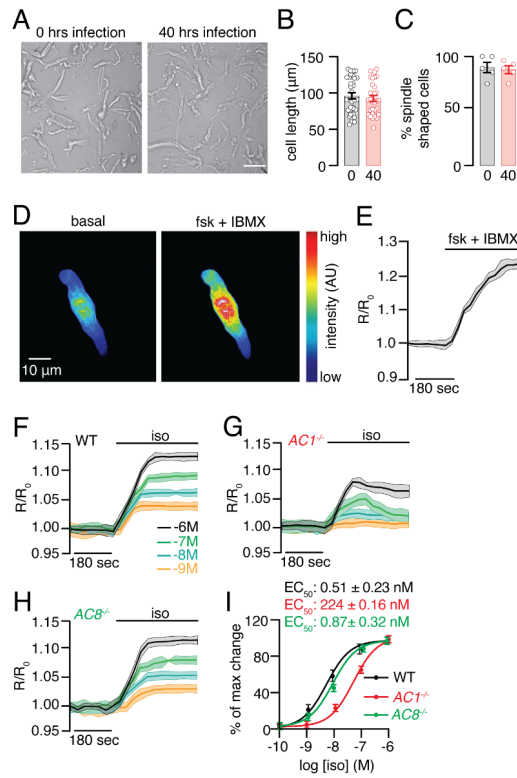 A
0 hrs infection
40 hrs infection
B
cell length (µm)
150
100
50
0
0
40
C
% spindle
shaped cells
100
50
0
0
40
D
basal
fsk + IBMX
high
intensity (AU)
low
10 µm
E
fsk + IBMX
R/R0
1.3
1.2
1.1
1.0
0.9
180 sec
F
WT
iso
R/R0
1.15
1.10
1.05
1.00
0.95
180 sec
-6M
-7M
-8M
-9M
G
AC1-/-
iso
R/R0
1.15
1.10
1.05
1.00
0.95
180 sec
H
AC8-/-
iso
R/R0
1.15
1.10
1.05
1.00
0.95
180 sec
I
EC50: 0.51 ± 0.23 nM
EC50: 224 ± 0.16 nM
EC50: 0.87± 0.32 nM
% of max change
80
40
0
-10 -9 -8 -7 -6
log [iso] (M)
WT
AC1-/-
AC8-/-